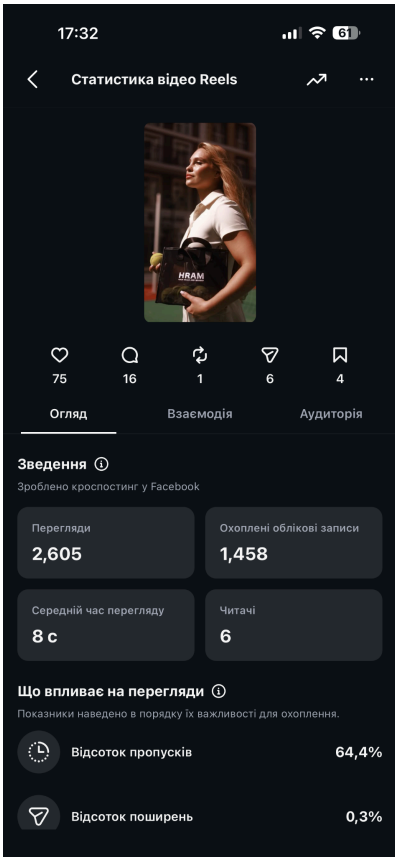 17:32
61
Статистика відео Reels
HRAM
75
16
1
6
4
Огляд
Взаємодія
Аудиторія
Зведення
Зроблено кроспостинг у Facebook
Перегляди
2,605
Охоплені облікові записи
1,458
Середній час перегляду
8 с
Читачі
6
Що впливає на перегляди
Показники наведено в порядку їх важливості для охоплення.
Відсоток пропусків
64,4%
Відсоток поширень
0,3%